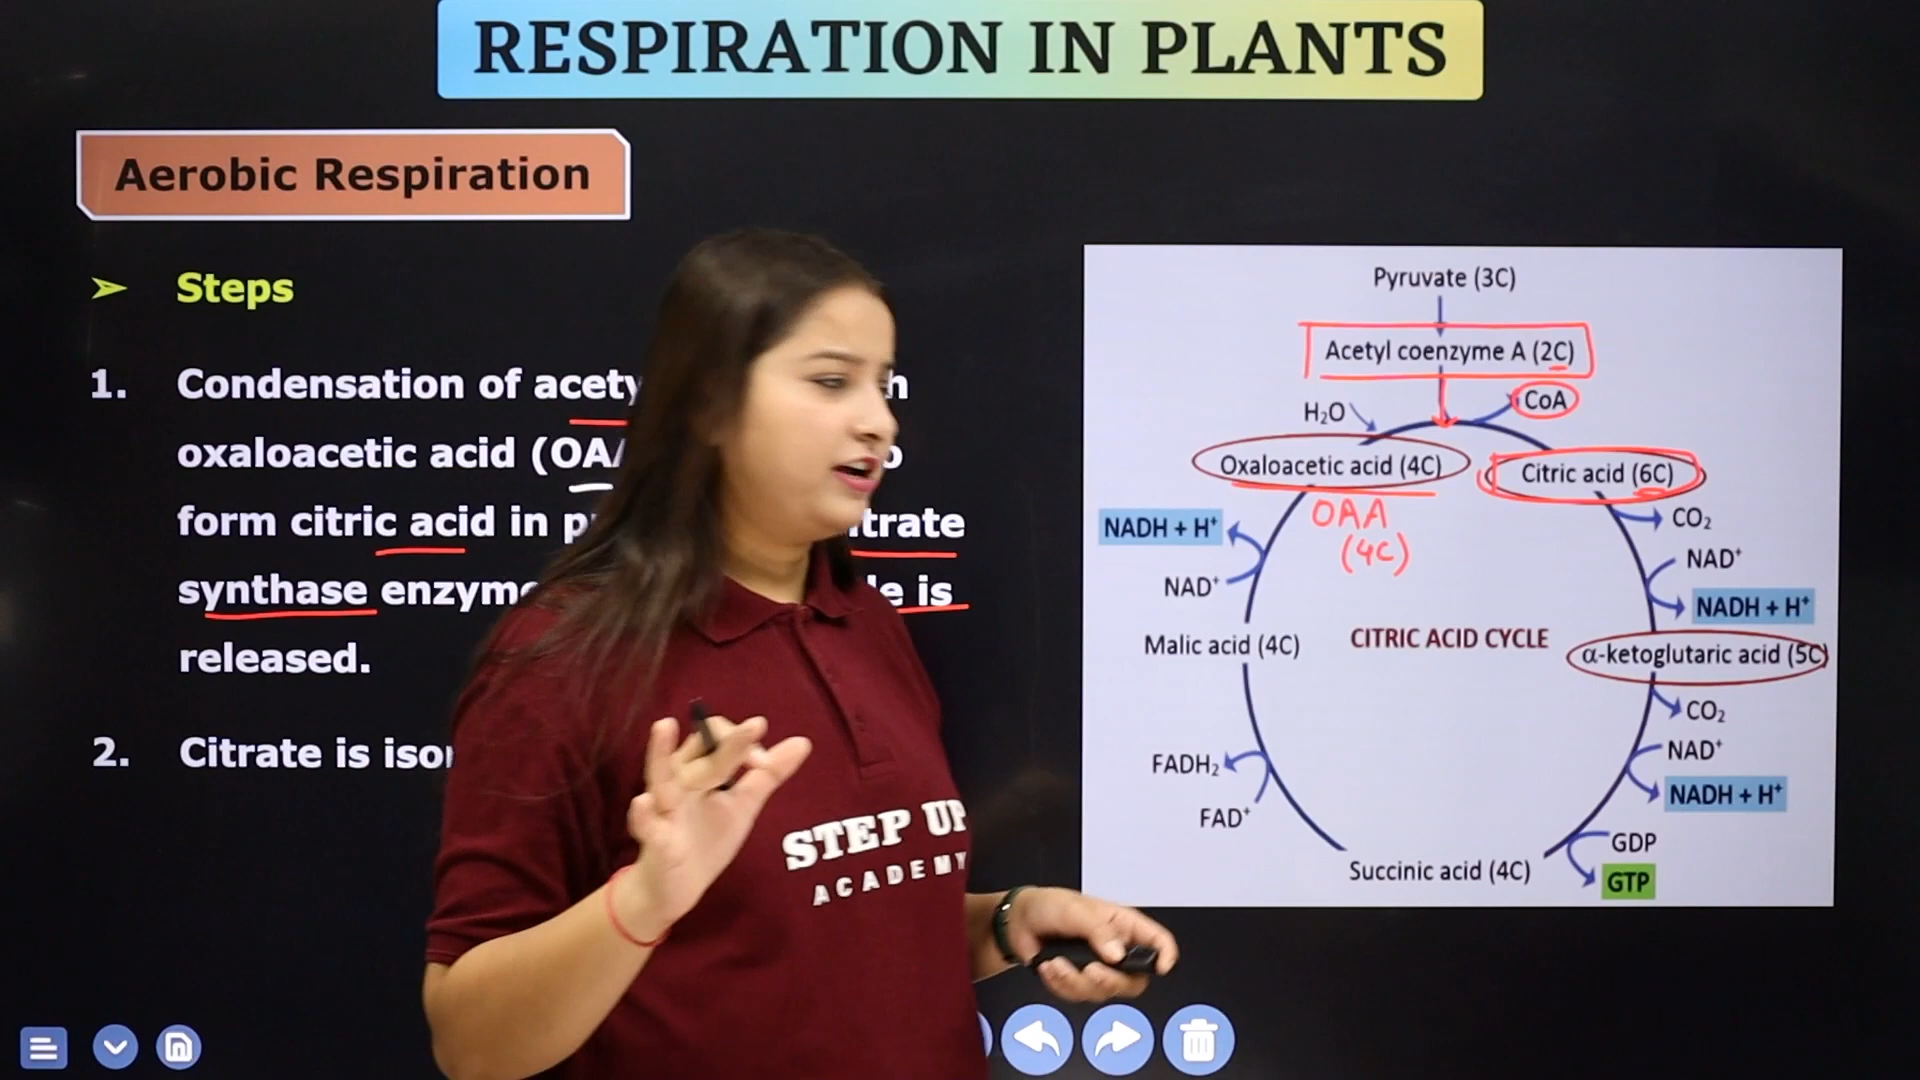 RESPIRATION IN PLANTS
Aerobic Respiration
➢ Steps
1. Condensation of acety
oxaloacetic acid (OA
form citric acid in p trate
synthase enzyme is
released.
2. Citrate is iso
Pyruvate (3C)
Acetyl coenzyme A (2C)
H₂O
CoA
Oxaloacetic acid (4C)
Citric acid (6C)
OAA
(4C)
CO₂
NADH + H⁺
NAD⁺
NAD⁺
NADH + H⁺
Malic acid (4C)
CITRIC ACID CYCLE
α-ketoglutaric acid (5C)
CO₂
NAD⁺
FADH₂
NADH + H⁺
FAD⁺
GDP
Succinic acid (4C)
GTP
STEP UP
ACADEMY